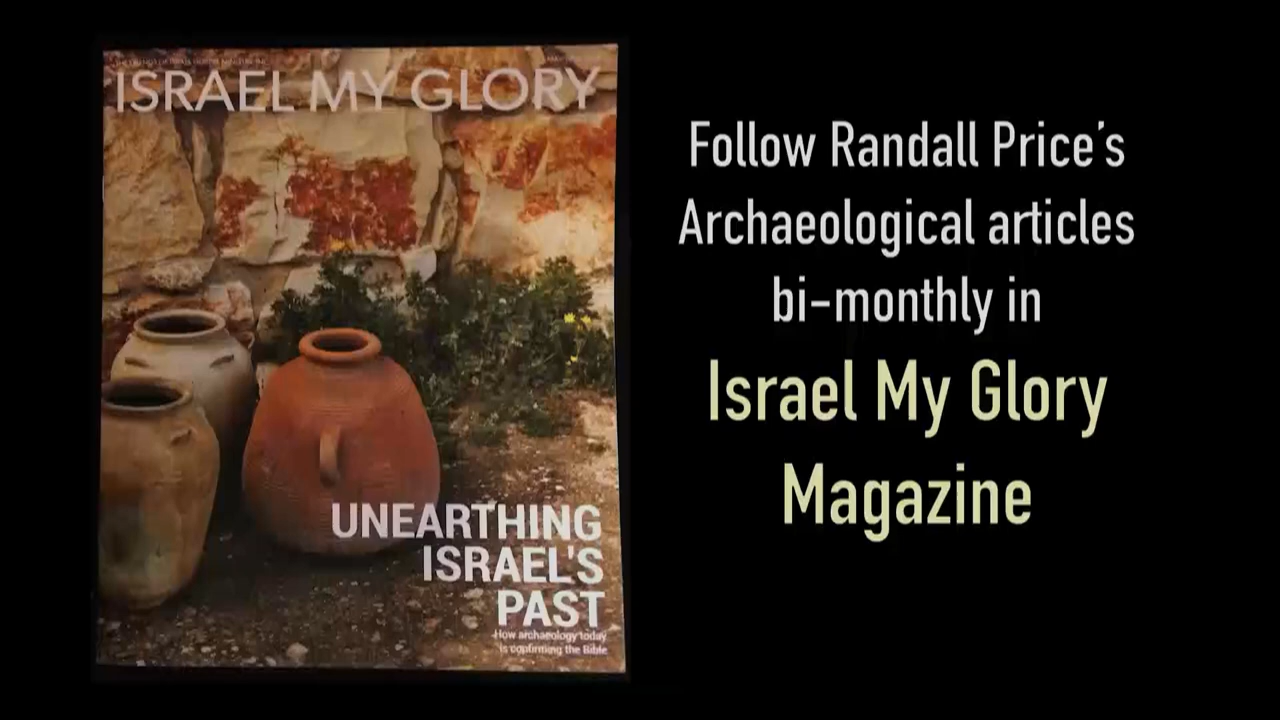 ISRAEL MY GLORY
UNEARTHING
ISRAEL'S
PAST
How archaeology today
is confirming the Bible
Follow Randall Price's
Archaeological articles
bi-monthly in
Israel My Glory
Magazine